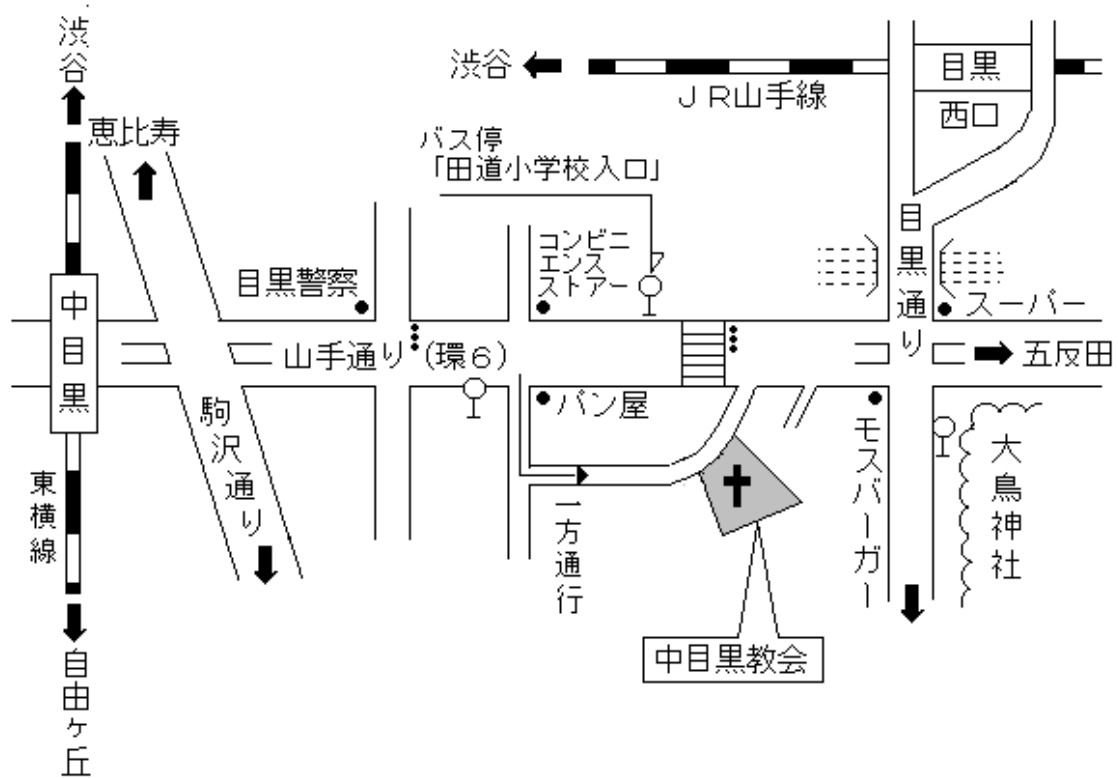 渋谷
恵比寿
渋谷
JR山手線
目黒
西口
バス停
「田道小学校入口」
コンビニ
エンス
ストアー
目黒警察
目黒通り
スーパー
中目黒
山手通り(環6)
五反田
駒沢通り
パン屋
モスバーガー
大鳥神社
東横線
一方通行
中目黒教会
自由ヶ丘